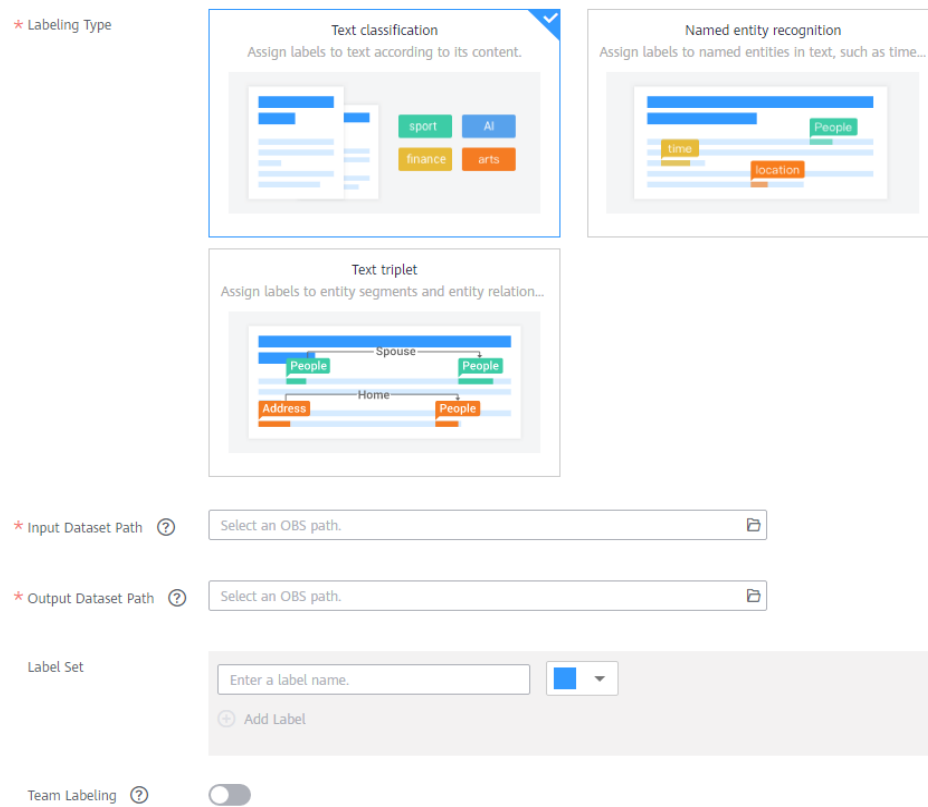 * Labeling Type
Text classification
Assign labels to text according to its content.
sport
AI
finance
arts
Named entity recognition
Assign labels to named entities in text, such as time...
People
time
location
Text triplet
Assign labels to entity segments and entity relation...
Spouse
People
People
Home
Address
People
* Input Dataset Path ?
Select an OBS path.
* Output Dataset Path ?
Select an OBS path.
Label Set
Enter a label name.
Add Label
Team Labeling ?